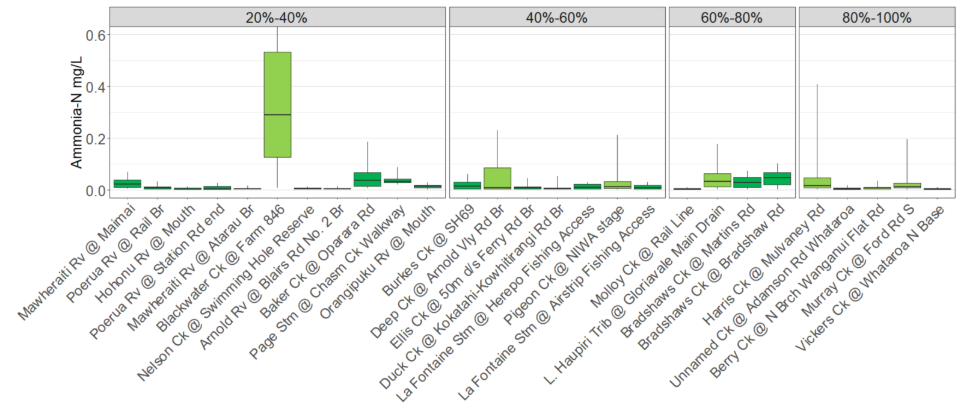 20%-40%
40%-60%
60%-80%
80%-100%
Ammonia-N mg/L
0.6
0.4
0.2
0.0
Mawheraiti Rv @ Maimai
Poerua Rv @ Rail Br
Hohonu Rv @ Mouth
Poerua Rv @ Station Rd end
Mawheraiti Rv @ Atarau Br
Blackwater Ck @ Farm 846
Nelson Ck @ Swimming Hole Reserve
Arnold Rv @ Blairs Rd No. 2 Br
Baker Ck @ Oparara Rd
Page Stm @ Chasm Ck Walkway
Orangipuku Rv @ Mouth
Burkes Ck @ SH69
Deep Ck @ Arnold Vly Rd Br
Ellis Ck @ 50m d/s Ferry Rd Br
Duck Ck @ Kokatahi-Kowhitirangi Rd Br
La Fontaine Stm @ Herepo Fishing Access
Pigeon Ck @ NIWA stage
La Fontaine Stm @ Airstrip Fishing Access
Molloy Ck @ Rail Line
L. Haupiri Trib @ Gloriavale Main Drain
Bradshaws Ck @ Martins Rd
Bradshaws Ck @ Bradshaw Rd
Harris Ck @ Mulvaney Rd
Unnamed Ck @ Adamson Rd Whataroa
Berry Ck @ N Brch Wanganui Flat Rd
Murray Ck @ Ford Rd S
Vickers Ck @ Whataroa N Base